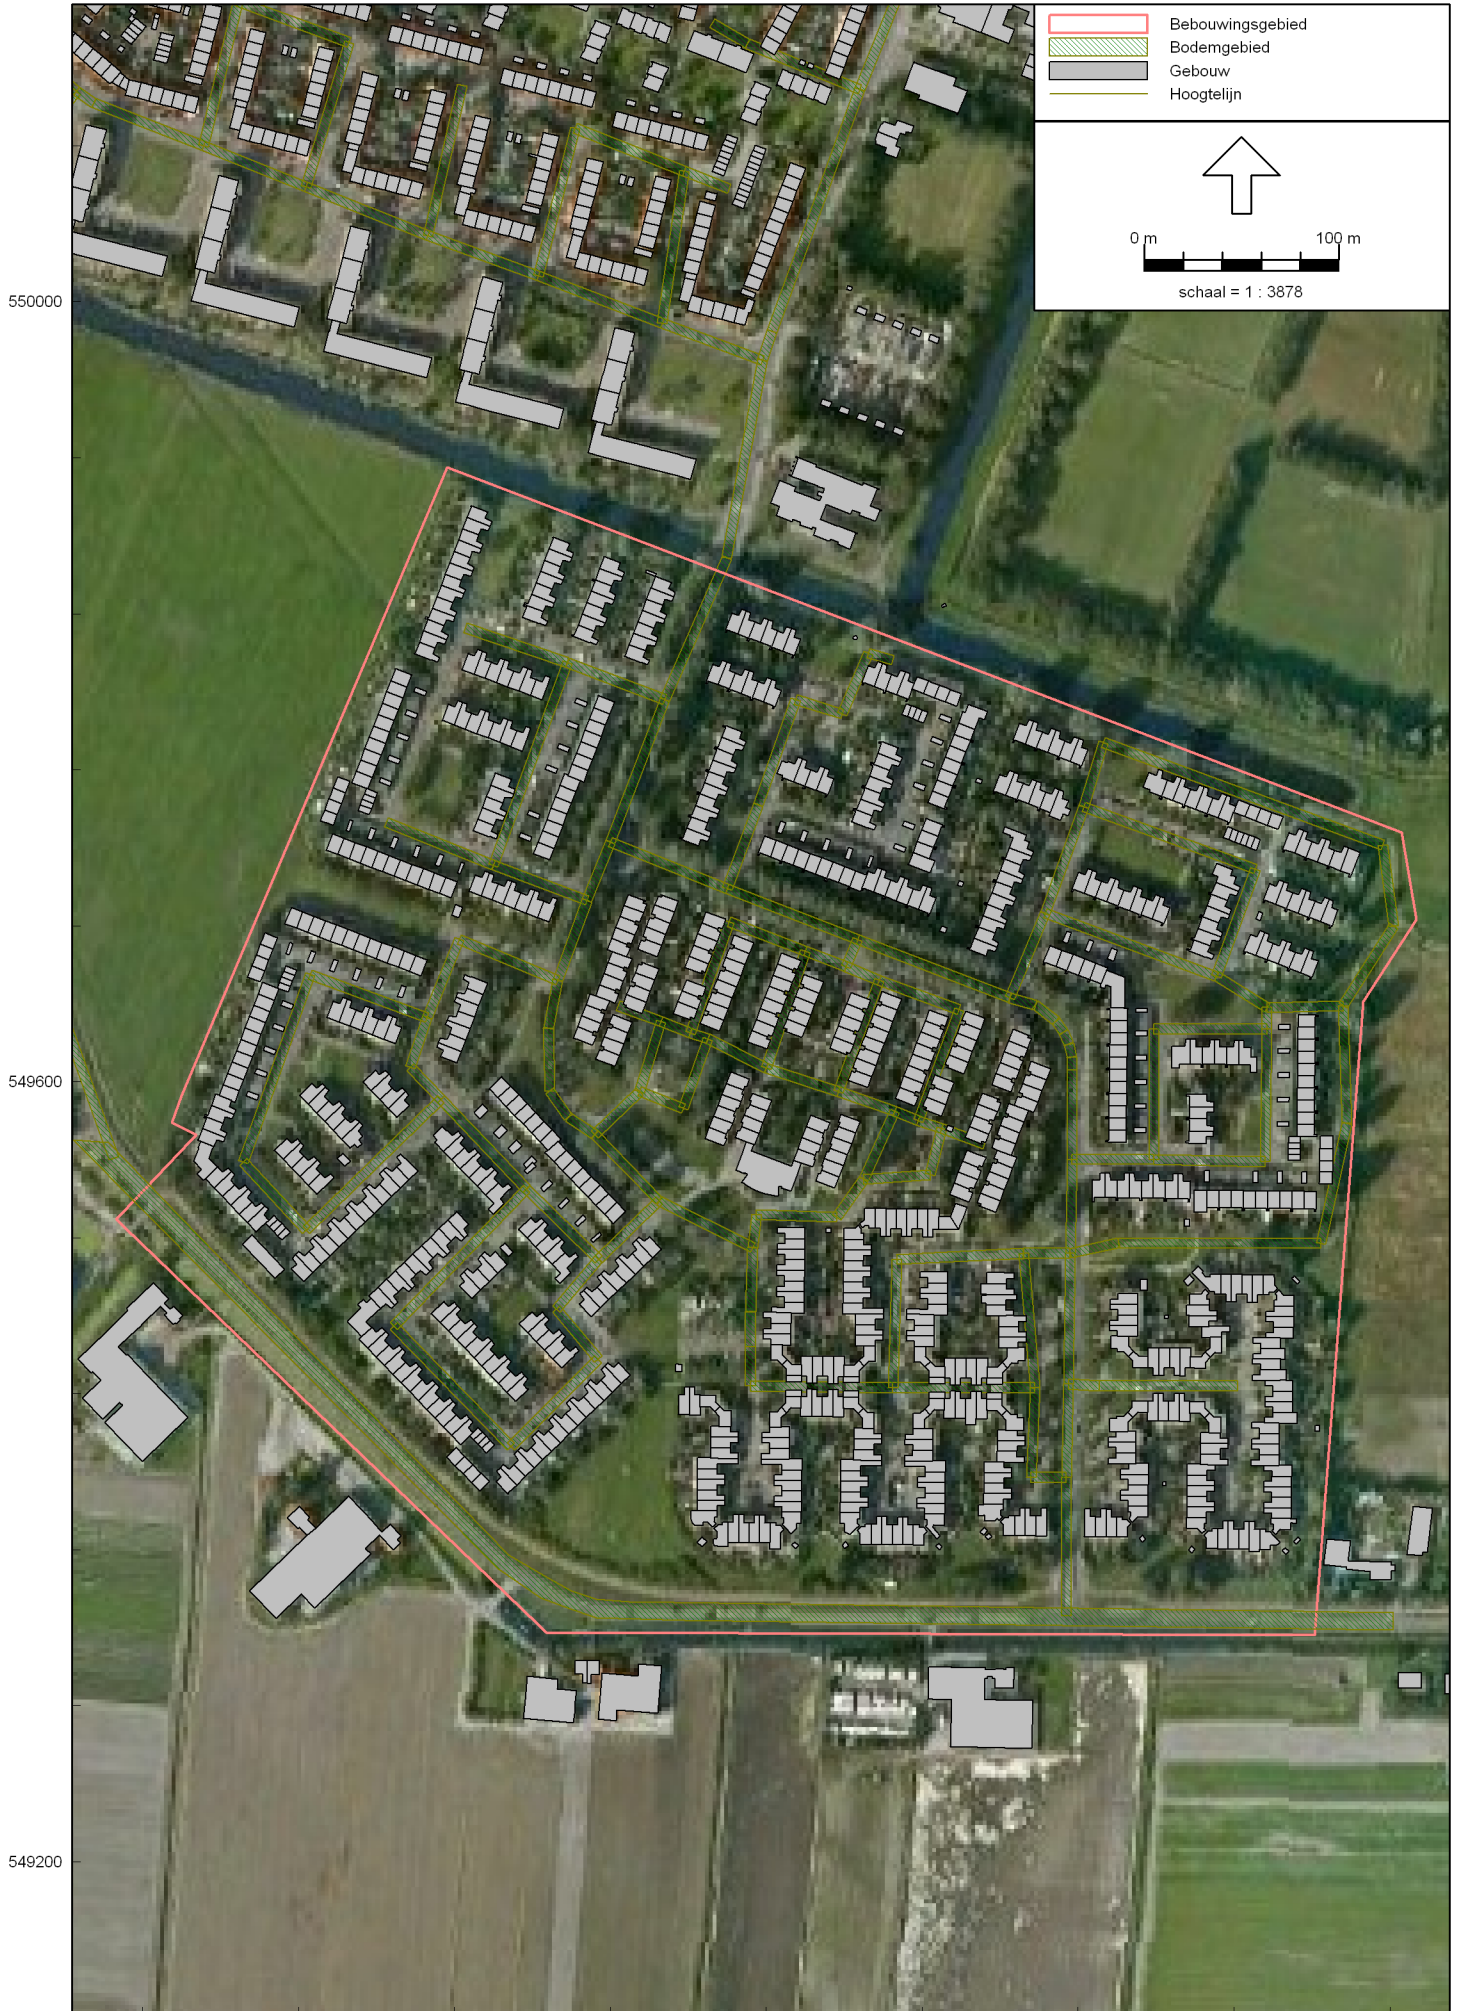 Bebouwingsgebied
Bodemgebied
Gebouw
Hoogtelijn
0 m 100 m
schaal = 1 : 3878
550000
549600
549200